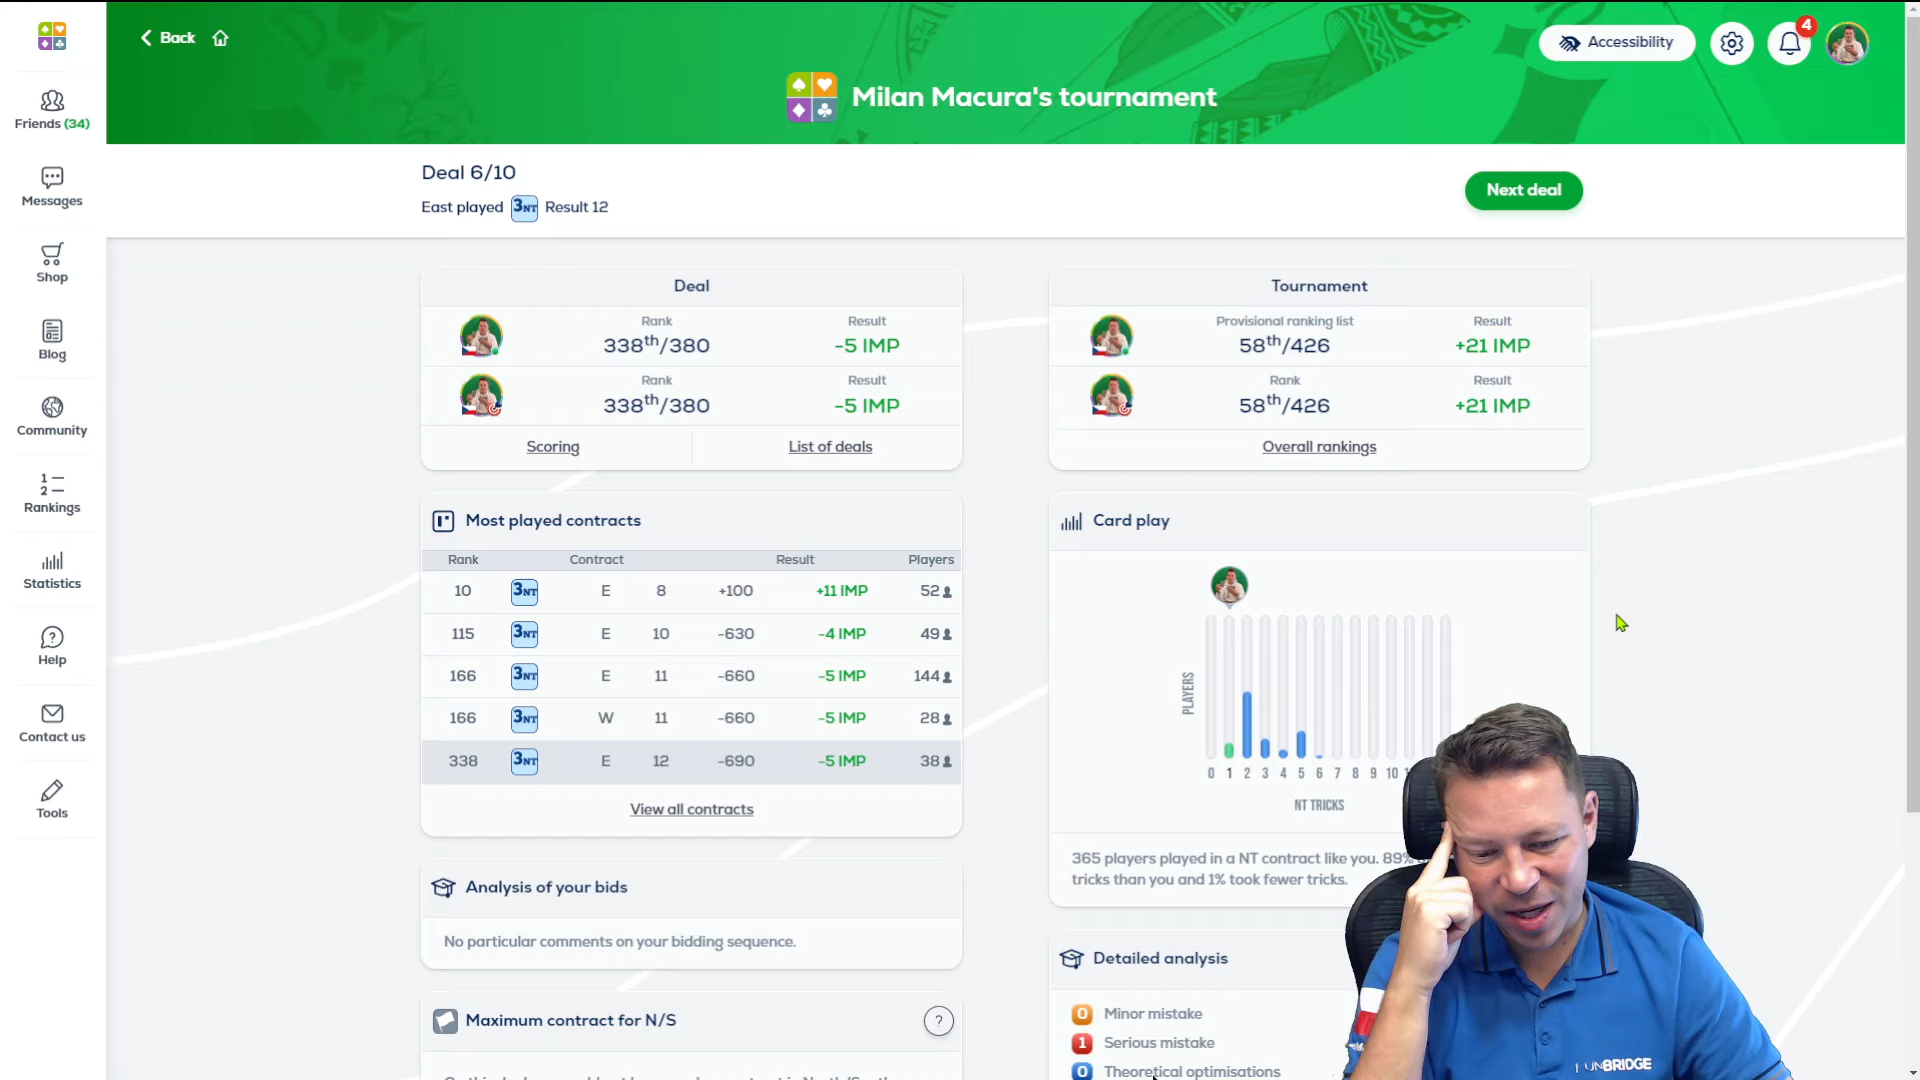 Back
Accessibility
4
Milan Macura's tournament
Friends (34)
Messages
Shop
Blog
Community
1
2
Rankings
Statistics
Help
Contact us
Tools
Deal 6/10
East played 3NT Result 12
Next deal
Deal
Rank Result
338th/380 -5 IMP
Rank Result
338th/380 -5 IMP
Scoring List of deals
Tournament
Provisional ranking list Result
58th/426 +21 IMP
Rank Result
58th/426 +21 IMP
Overall rankings
Most played contracts
Rank Contract Result Players
10 3NT E 8 +100 +11 IMP 52
115 3NT E 10 -630 -4 IMP 49
166 3NT E 11 -660 -5 IMP 144
166 3NT W 11 -660 -5 IMP 28
338 3NT E 12 -690 -5 IMP 38
View all contracts
Card play
PLAYERS
0 1 2 3 4 5 6 7 8 9 10
NT TRICKS
365 players played in a NT contract like you. 89%
tricks than you and 1% took fewer tricks.
Analysis of your bids
No particular comments on your bidding sequence.
Maximum contract for N/S ?
Detailed analysis
0 Minor mistake
1 Serious mistake
0 Theoretical optimisations
UNBRIDGE